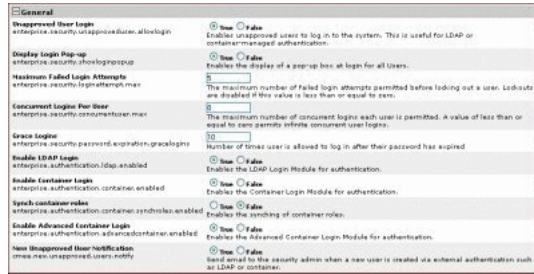 General
Unapproved User Login
enterprise.security.unapproveduser.allowlogin
True False
Enables unapproved users to log in to the system. This is useful for LDAP or
container-managed authentication.
Display Login Pop-up
enterprise.security.showloginpopup
True False
Enables the display of a pop-up box at login for all Users.
Maximum Failed Login Attempts
enterprise.security.loginattempt.max
5
The maximum number of failed login attempts permitted before locking out a user. Lockouts
are disabled if this value is less than or equal to zero.
Concurrent Logins Per User
enterprise.security.concurrentuser.max
0
The maximum number of concurrent logins each user is permitted. A value of less than or
equal to zero permits infinite concurrent user logins.
Grace Logins
enterprise.security.password.expiration.gracelogins
10
Number of times user is allowed to log in after their password has expired
Enable LDAP Login
enterprise.authentication.ldap.enabled
True False
Enables the LDAP Login Module for authentication.
Enable Container Login
enterprise.authentication.container.enabled
True False
Enables the Container Login Module for authentication.
Synch container roles
enterprise.authentication.container.synchroles.enabled
True False
Enables the synching of container roles.
Enable Advanced Container Login
enterprise.authentication.advancedcontainer.enabled
True False
Enables the Advanced Container Login Module for authentication.
New Unapproved User Notification
cmea.new.unapproved.users.notify
True False
Send email to the security admin when a new user is created via external authentication such
as LDAP or container.